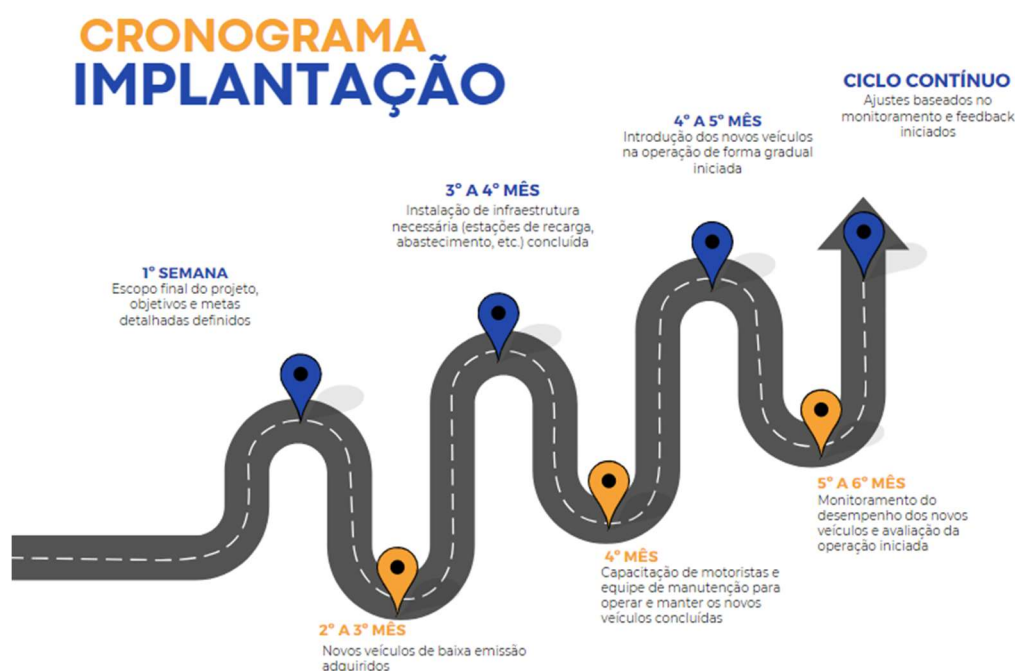 CRONOGRAMA
IMPLANTAÇÃO
1º SEMANA
Escopo final do projeto,
objetivos e metas
detalhadas definidos
2º A 3º MÊS
Novos veículos de baixa emissão
adquiridos
3º A 4º MÊS
Instalação de infraestrutura
necessária (estações de recarga,
abastecimento, etc.) concluída
4º MÊS
Capacitação de motoristas e
equipe de manutenção para
operar e manter os novos
veículos concluídas
4º A 5º MÊS
Introdução dos novos veículos
na operação de forma gradual
iniciada
5º A 6º MÊS
Monitoramento do
desempenho dos novos
veículos e avaliação da
operação iniciada
CICLO CONTÍNUO
Ajustes baseados no
monitoramento e feedback
iniciados